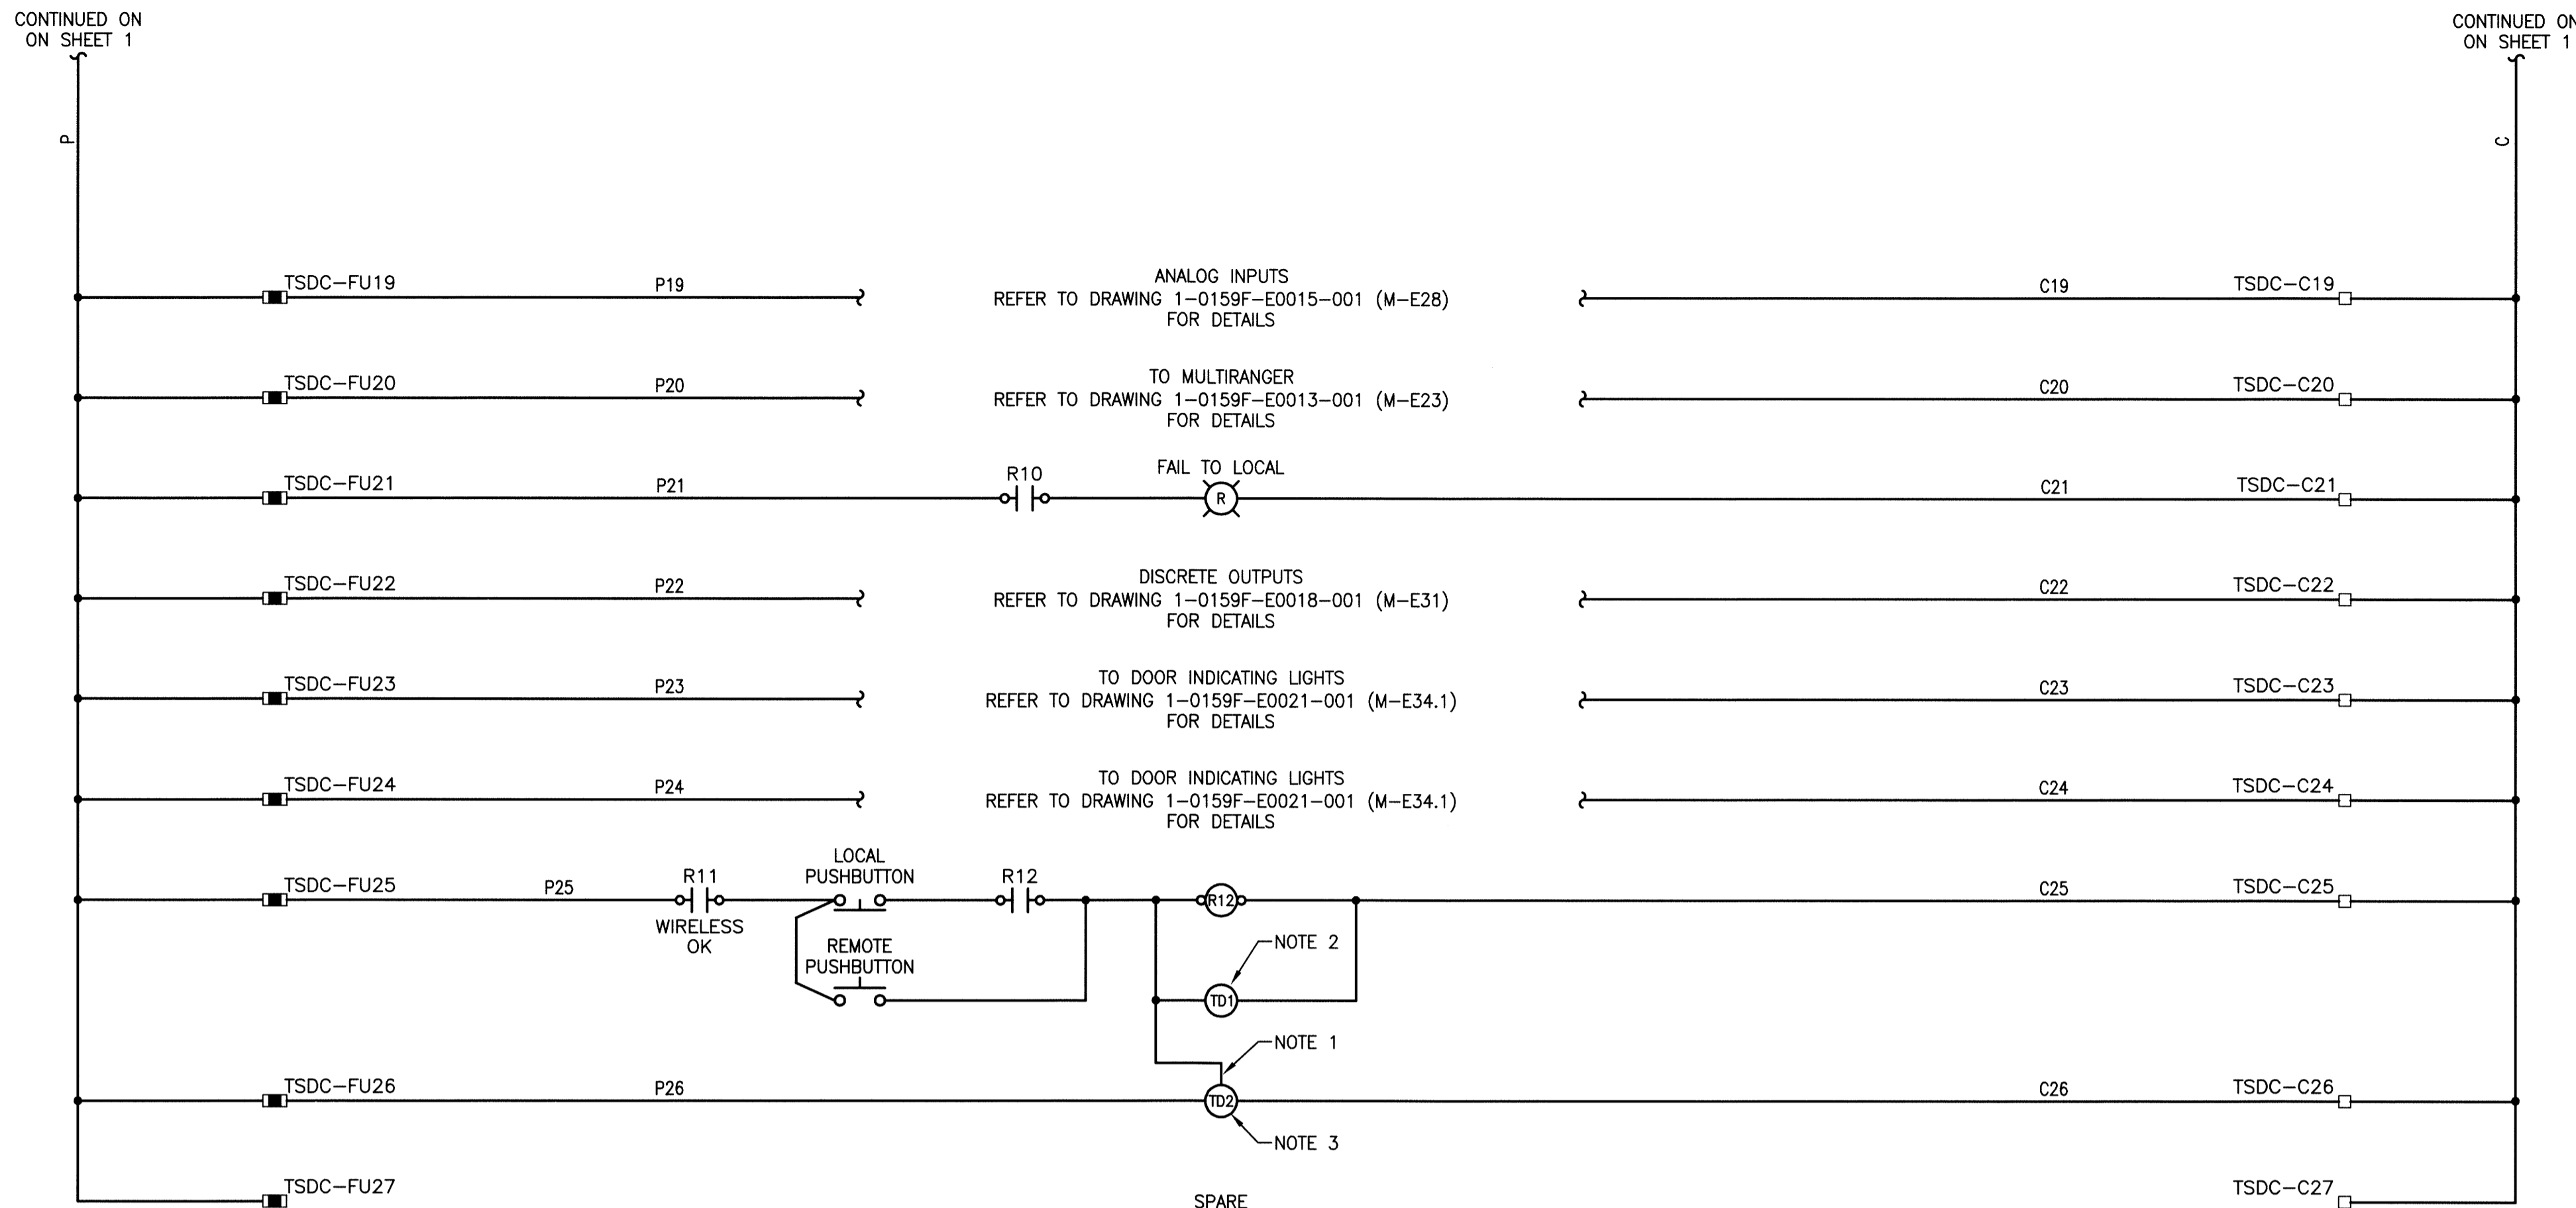 CONTINUED ON
ON SHEET 1
CONTINUED ON
ON SHEET 1
P
C
TSDC-FU19
P19
ANALOG INPUTS
REFER TO DRAWING 1-0159F-E0015-001 (M-E28)
FOR DETAILS
C19
TSDC-C19
TSDC-FU20
P20
TO MULTIRANGER
REFER TO DRAWING 1-0159F-E0013-001 (M-E23)
FOR DETAILS
C20
TSDC-C20
TSDC-FU21
P21
R10
FAIL TO LOCAL
R
C21
TSDC-C21
TSDC-FU22
P22
DISCRETE OUTPUTS
REFER TO DRAWING 1-0159F-E0018-001 (M-E31)
FOR DETAILS
C22
TSDC-C22
TSDC-FU23
P23
TO DOOR INDICATING LIGHTS
REFER TO DRAWING 1-0159F-E0021-001 (M-E34.1)
FOR DETAILS
C23
TSDC-C23
TSDC-FU24
P24
TO DOOR INDICATING LIGHTS
REFER TO DRAWING 1-0159F-E0021-001 (M-E34.1)
FOR DETAILS
C24
TSDC-C24
TSDC-FU25
P25
R11
WIRELESS
OK
LOCAL
PUSHBUTTON
R12
R12
C25
TSDC-C25
REMOTE
PUSHBUTTON
NOTE 2
TD1
NOTE 1
TSDC-FU26
P26
TD2
C26
TSDC-C26
NOTE 3
TSDC-FU27
SPARE
TSDC-C27